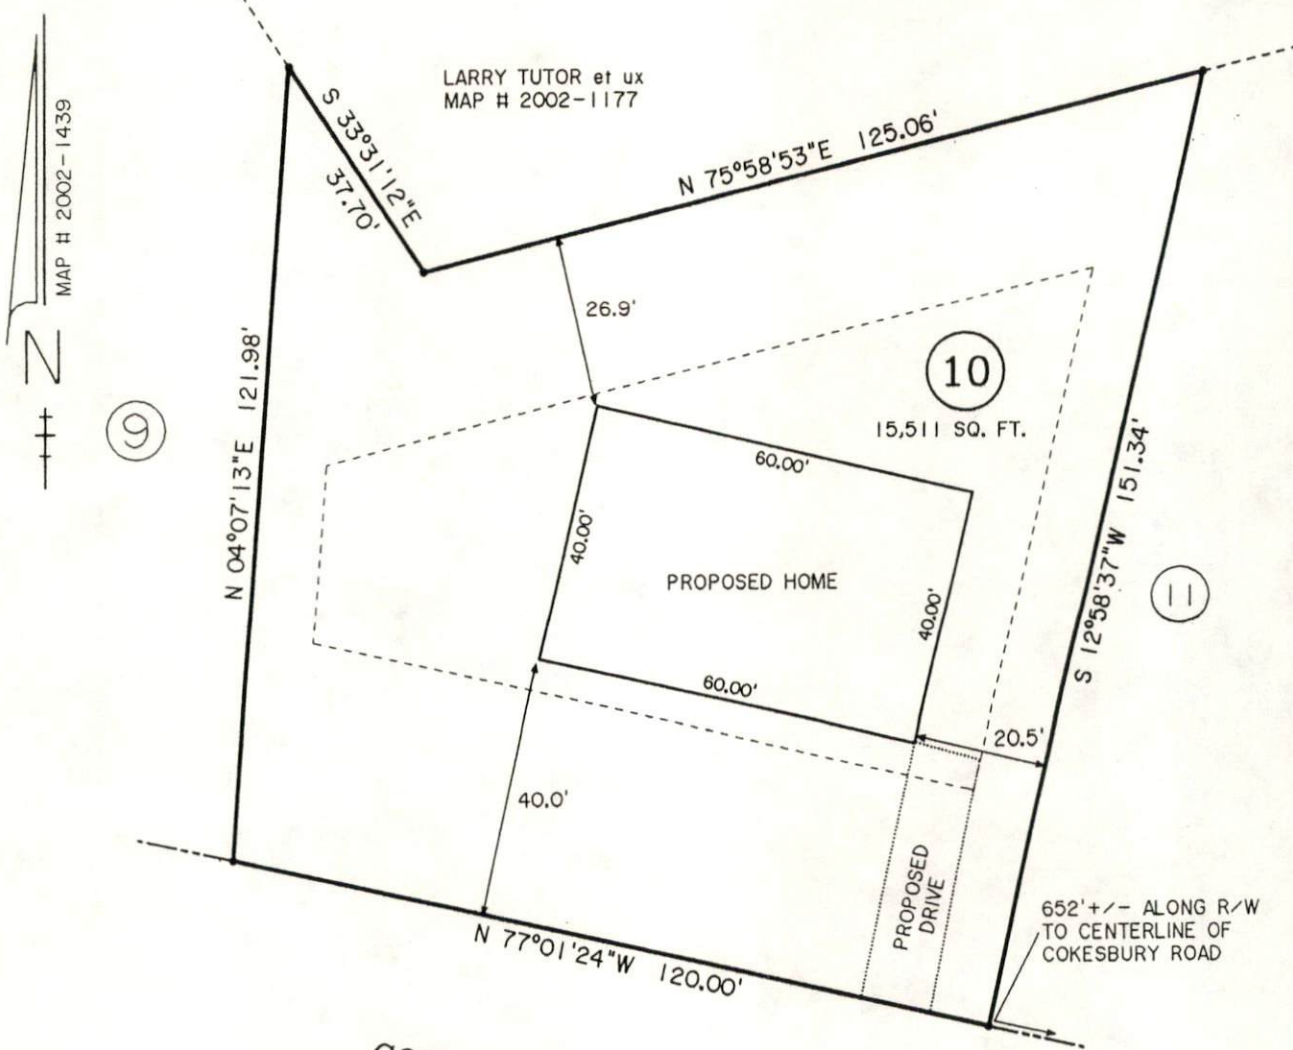 LARRY TUTOR et ux
MAP # 2002-1177
MAP # 2002-1439
N
S 33°31'12"E
37.70'
N 75°58'53"E 125.06'
26.9'
N 04°07'13"E 121.98'
9
10
15,511 SQ. FT.
60.00'
40.00'
PROPOSED HOME
40.00'
60.00'
S 12°58'37"W 151.34'
11
20.5'
40.0'
PROPOSED
DRIVE
N 77°01'24"W 120.00'
652'+/- ALONG R/W
TO CENTERLINE OF
COKESBURY ROAD